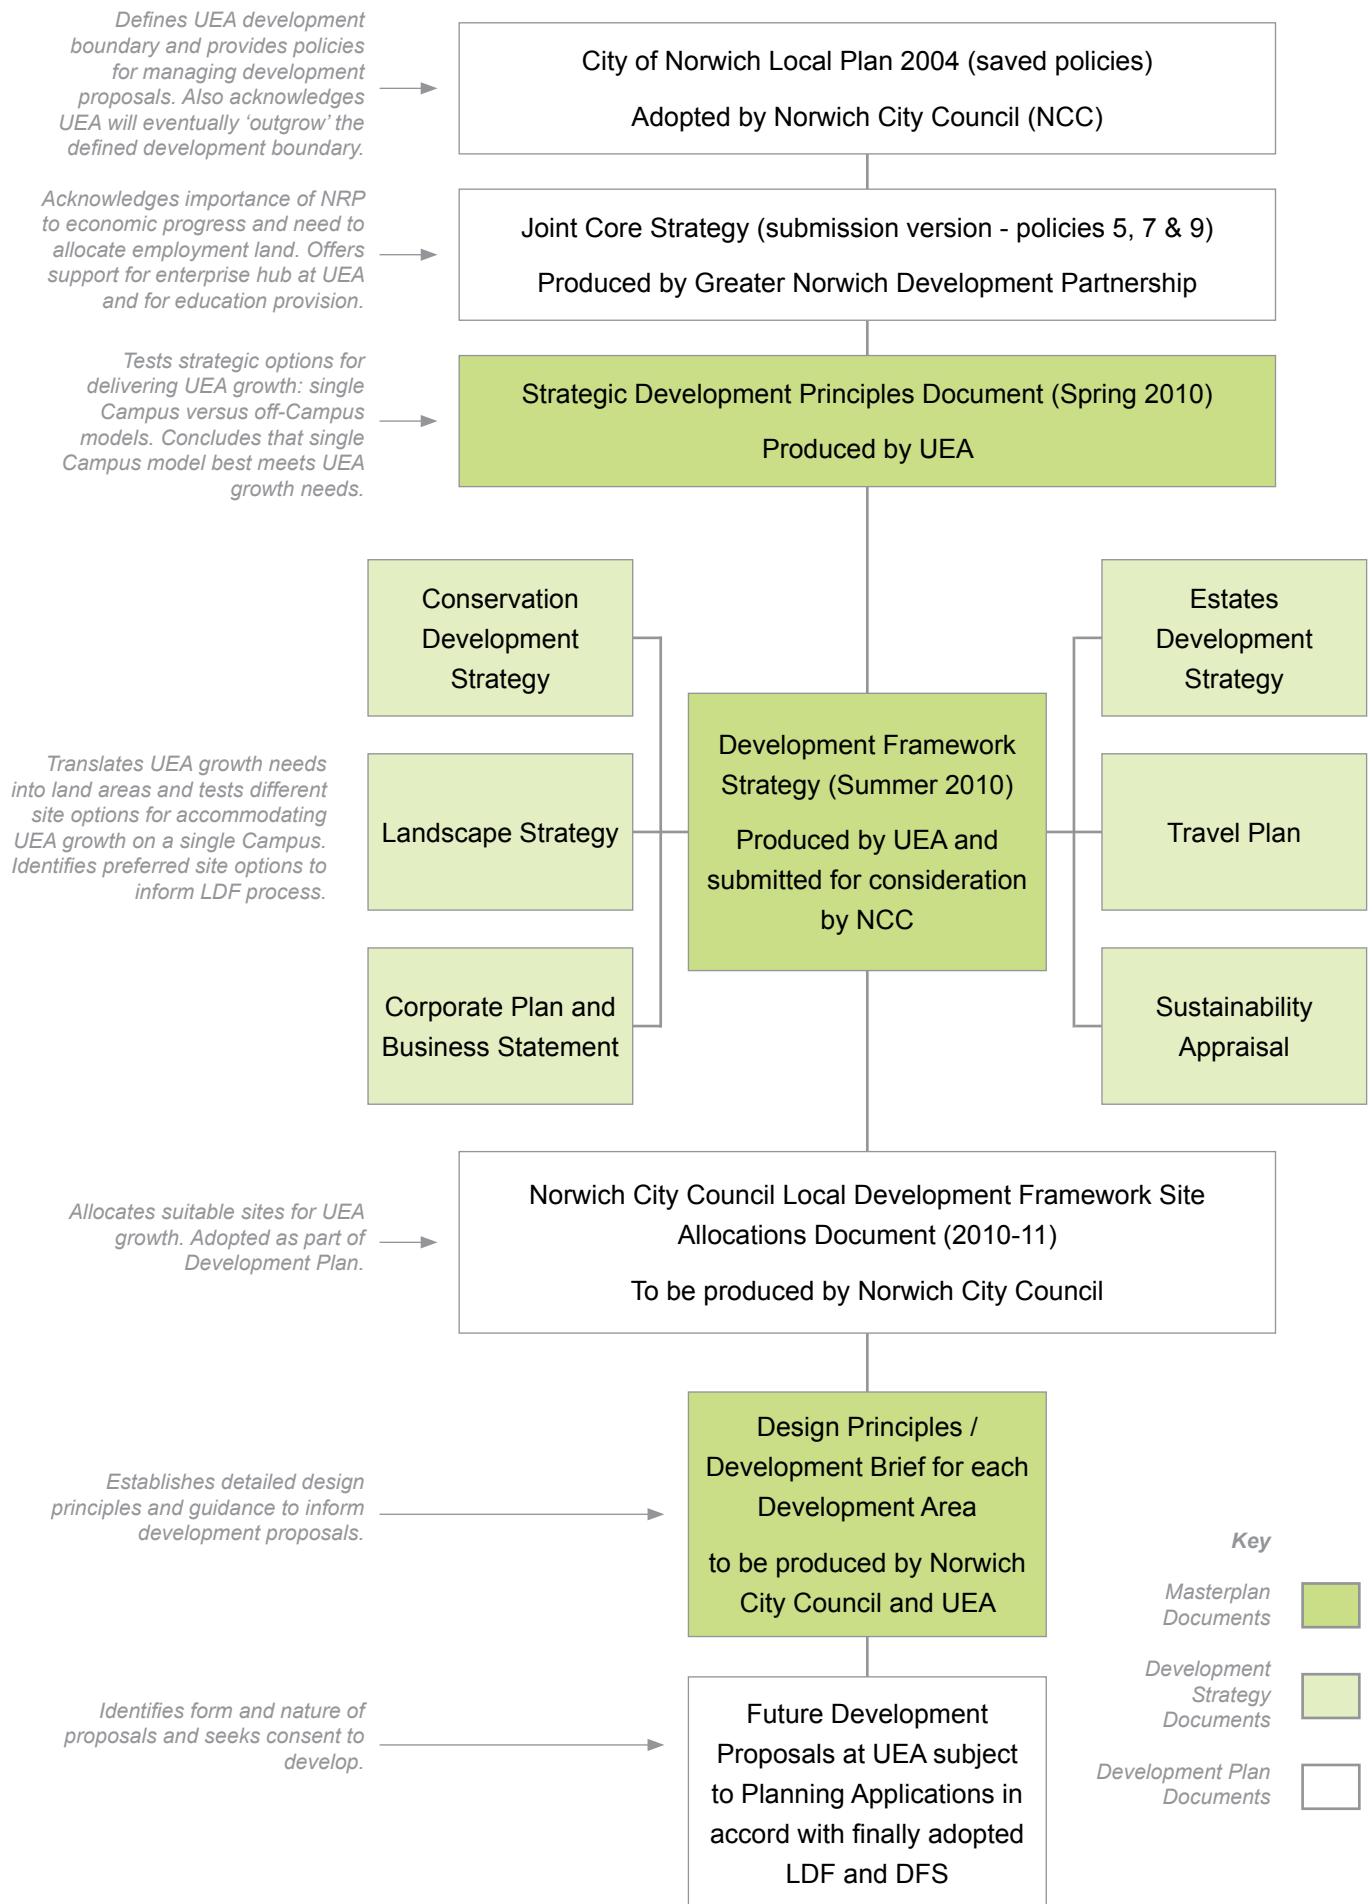 Defines UEA development
boundary and provides policies
for managing development
proposals. Also acknowledges
UEA will eventually ‘outgrow’ the
defined development boundary.
City of Norwich Local Plan 2004 (saved policies)
Adopted by Norwich City Council (NCC)
Acknowledges importance of NRP
to economic progress and need to
allocate employment land. Offers
support for enterprise hub at UEA
and for education provision.
Joint Core Strategy (submission version - policies 5, 7 & 9)
Produced by Greater Norwich Development Partnership
Tests strategic options for
delivering UEA growth: single
Campus versus off-Campus
models. Concludes that single
Campus model best meets UEA
growth needs.
Strategic Development Principles Document (Spring 2010)
Produced by UEA
Conservation
Development
Strategy
Estates
Development
Strategy
Translates UEA growth needs
into land areas and tests different
site options for accommodating
UEA growth on a single Campus.
Identifies preferred site options to
inform LDF process.
Landscape Strategy
Development Framework
Strategy (Summer 2010)
Produced by UEA and
submitted for consideration
by NCC
Travel Plan
Corporate Plan and
Business Statement
Sustainability
Appraisal
Allocates suitable sites for UEA
growth. Adopted as part of
Development Plan.
Norwich City Council Local Development Framework Site
Allocations Document (2010-11)
To be produced by Norwich City Council
Establishes detailed design
principles and guidance to inform
development proposals.
Design Principles /
Development Brief for each
Development Area
to be produced by Norwich
City Council and UEA
Identifies form and nature of
proposals and seeks consent to
develop.
Future Development
Proposals at UEA subject
to Planning Applications in
accord with finally adopted
LDF and DFS
Key
Masterplan
Documents
Development
Strategy
Documents
Development Plan
Documents